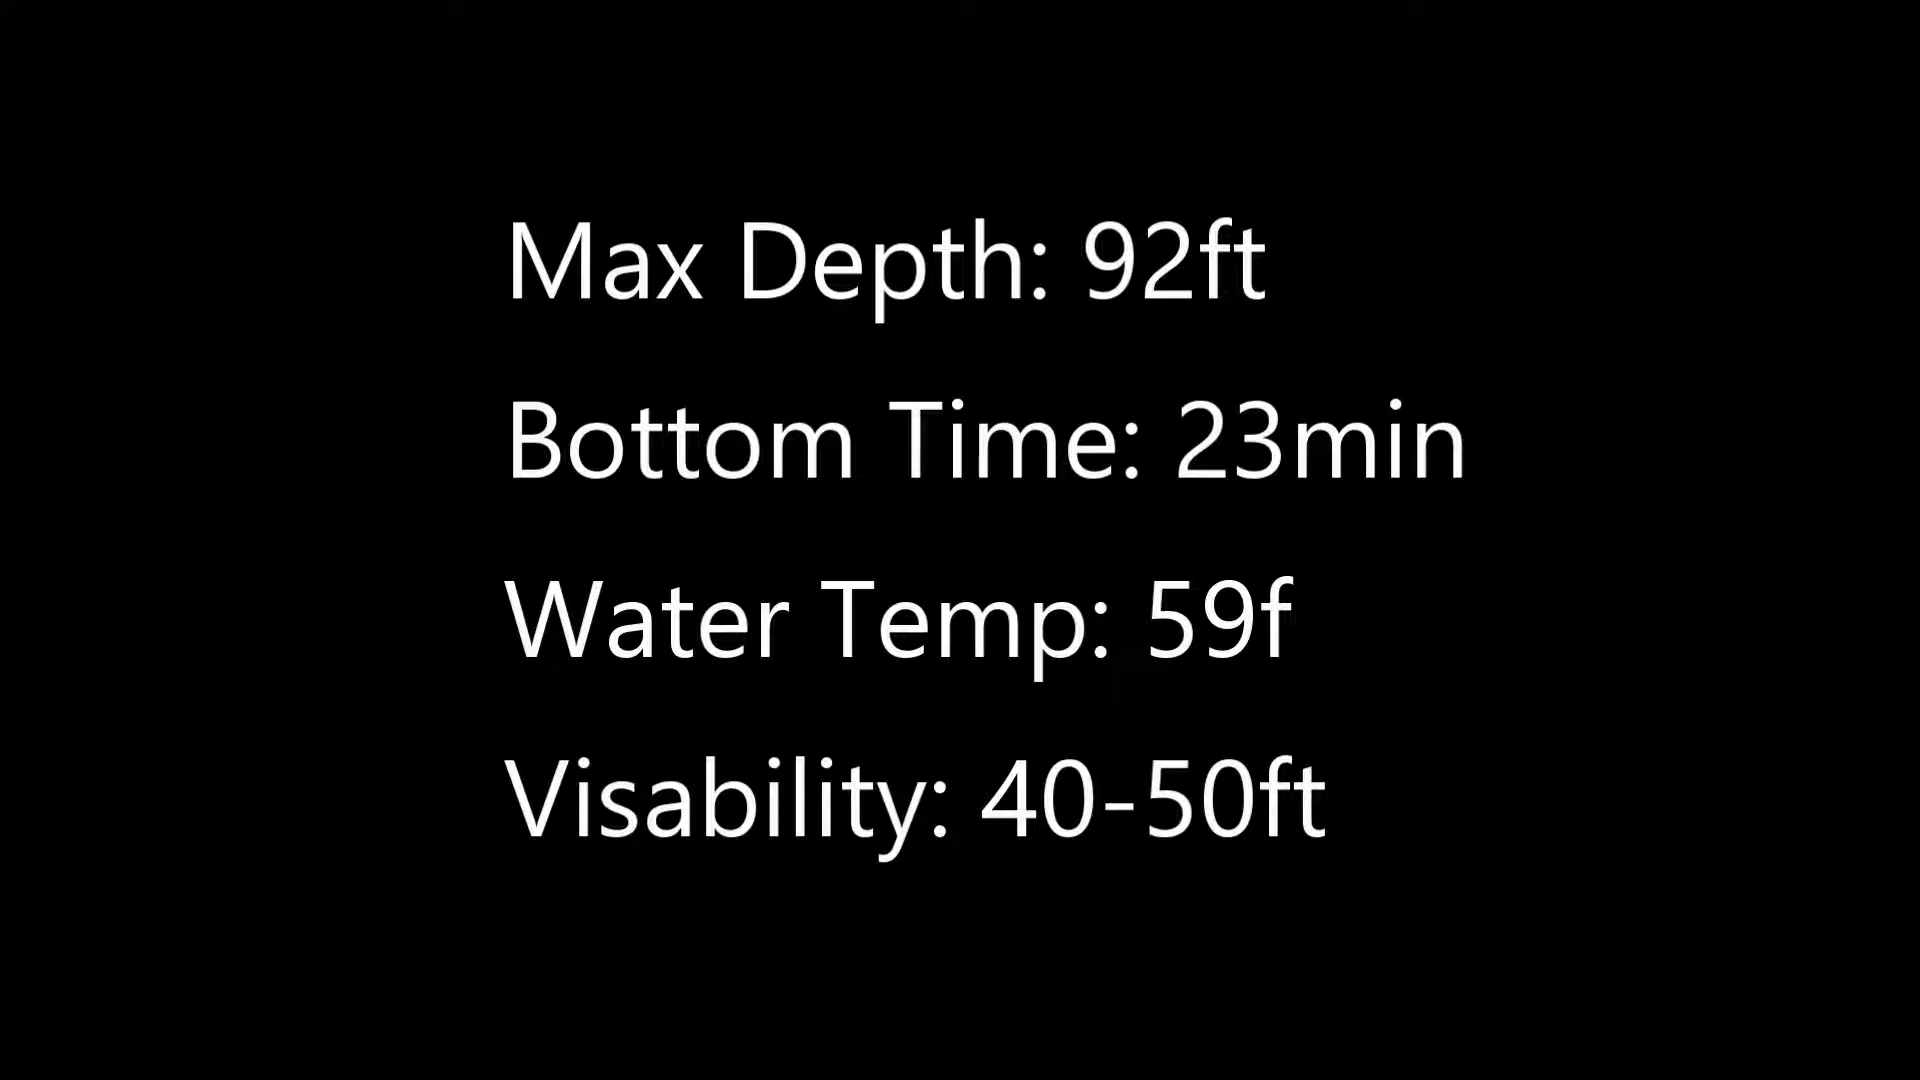 Max Depth: 92ft
Bottom Time: 23min
Water Temp: 59f
Visability: 40-50ft